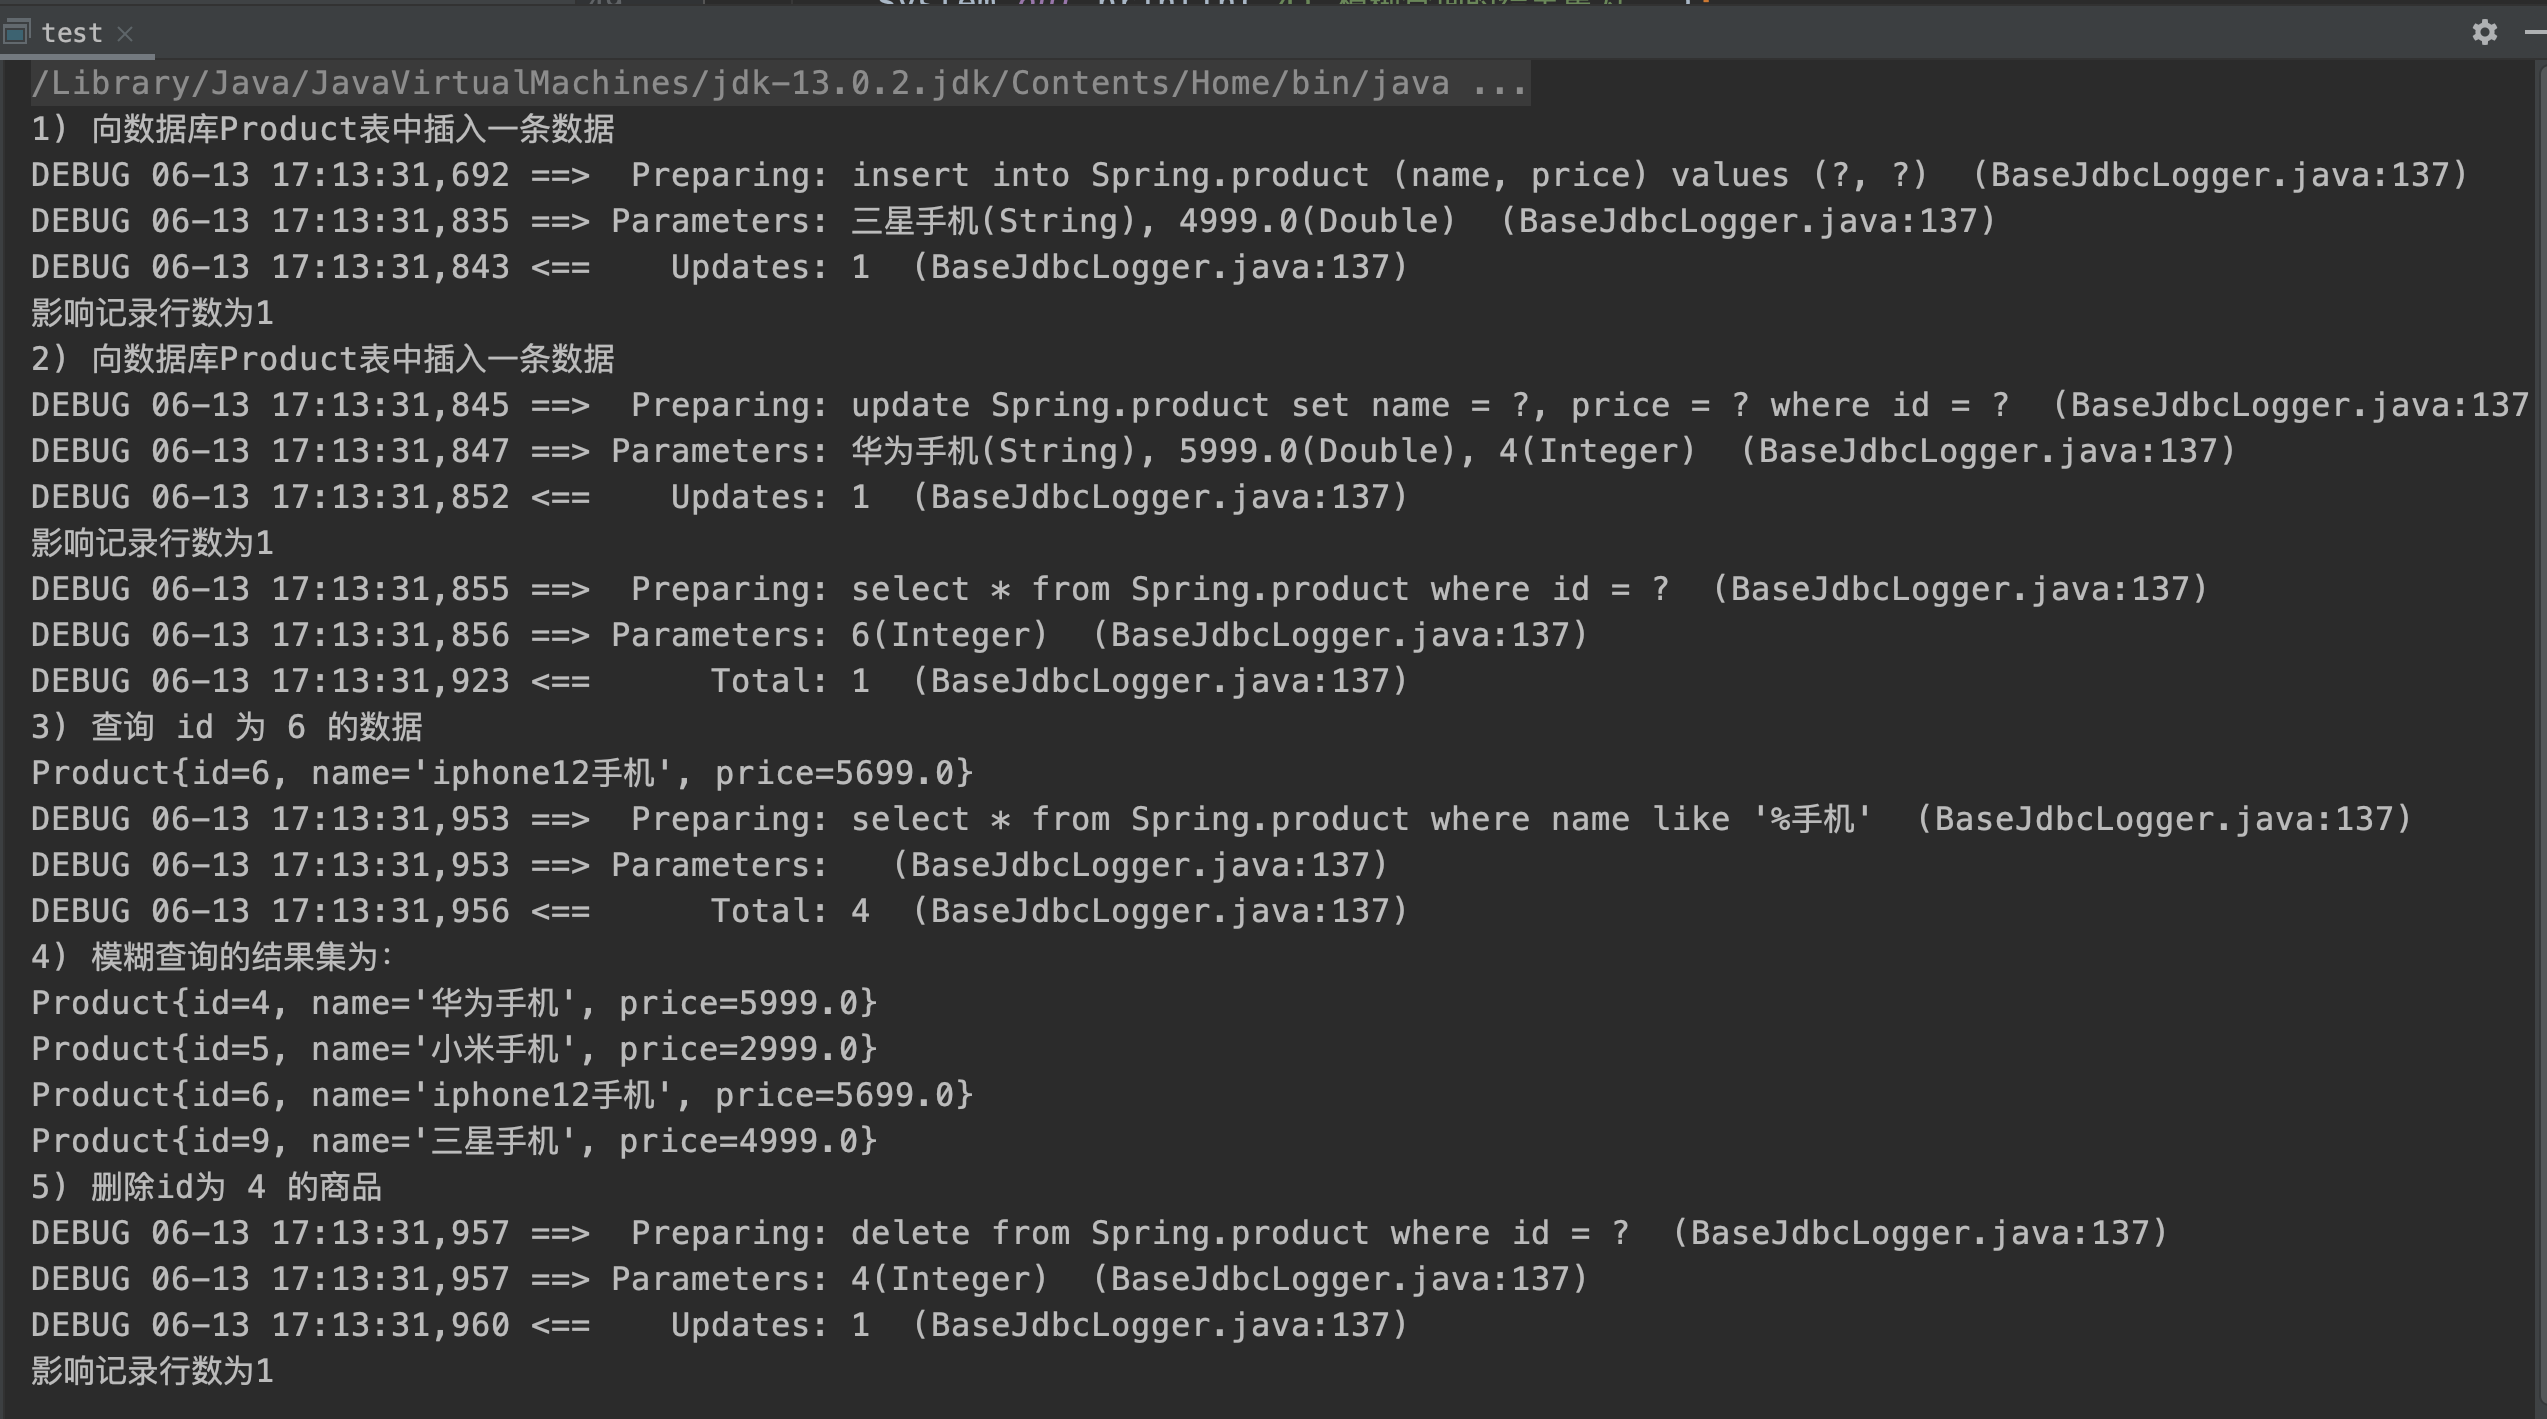 test
/Library/Java/JavaVirtualMachines/jdk-13.0.2.jdk/Contents/Home/bin/java ...
1) 向数据库Product表中插入一条数据
DEBUG 06-13 17:13:31,692 ==>  Preparing: insert into Spring.product (name, price) values (?, ?)  (BaseJdbcLogger.java:137)
DEBUG 06-13 17:13:31,835 ==> Parameters: 三星手机(String), 4999.0(Double)  (BaseJdbcLogger.java:137)
DEBUG 06-13 17:13:31,843 <==    Updates: 1  (BaseJdbcLogger.java:137)
影响记录行数为1
2) 向数据库Product表中插入一条数据
DEBUG 06-13 17:13:31,845 ==>  Preparing: update Spring.product set name = ?, price = ? where id = ?  (BaseJdbcLogger.java:137
DEBUG 06-13 17:13:31,847 ==> Parameters: 华为手机(String), 5999.0(Double), 4(Integer)  (BaseJdbcLogger.java:137)
DEBUG 06-13 17:13:31,852 <==    Updates: 1  (BaseJdbcLogger.java:137)
影响记录行数为1
DEBUG 06-13 17:13:31,855 ==>  Preparing: select * from Spring.product where id = ?  (BaseJdbcLogger.java:137)
DEBUG 06-13 17:13:31,856 ==> Parameters: 6(Integer)  (BaseJdbcLogger.java:137)
DEBUG 06-13 17:13:31,923 <==      Total: 1  (BaseJdbcLogger.java:137)
3) 查询 id 为 6 的数据
Product{id=6, name='iphone12手机', price=5699.0}
DEBUG 06-13 17:13:31,953 ==>  Preparing: select * from Spring.product where name like '%手机'  (BaseJdbcLogger.java:137)
DEBUG 06-13 17:13:31,953 ==> Parameters:   (BaseJdbcLogger.java:137)
DEBUG 06-13 17:13:31,956 <==      Total: 4  (BaseJdbcLogger.java:137)
4) 模糊查询的结果集为：
Product{id=4, name='华为手机', price=5999.0}
Product{id=5, name='小米手机', price=2999.0}
Product{id=6, name='iphone12手机', price=5699.0}
Product{id=9, name='三星手机', price=4999.0}
5) 删除id为 4 的商品
DEBUG 06-13 17:13:31,957 ==>  Preparing: delete from Spring.product where id = ?  (BaseJdbcLogger.java:137)
DEBUG 06-13 17:13:31,957 ==> Parameters: 4(Integer)  (BaseJdbcLogger.java:137)
DEBUG 06-13 17:13:31,960 <==    Updates: 1  (BaseJdbcLogger.java:137)
影响记录行数为1